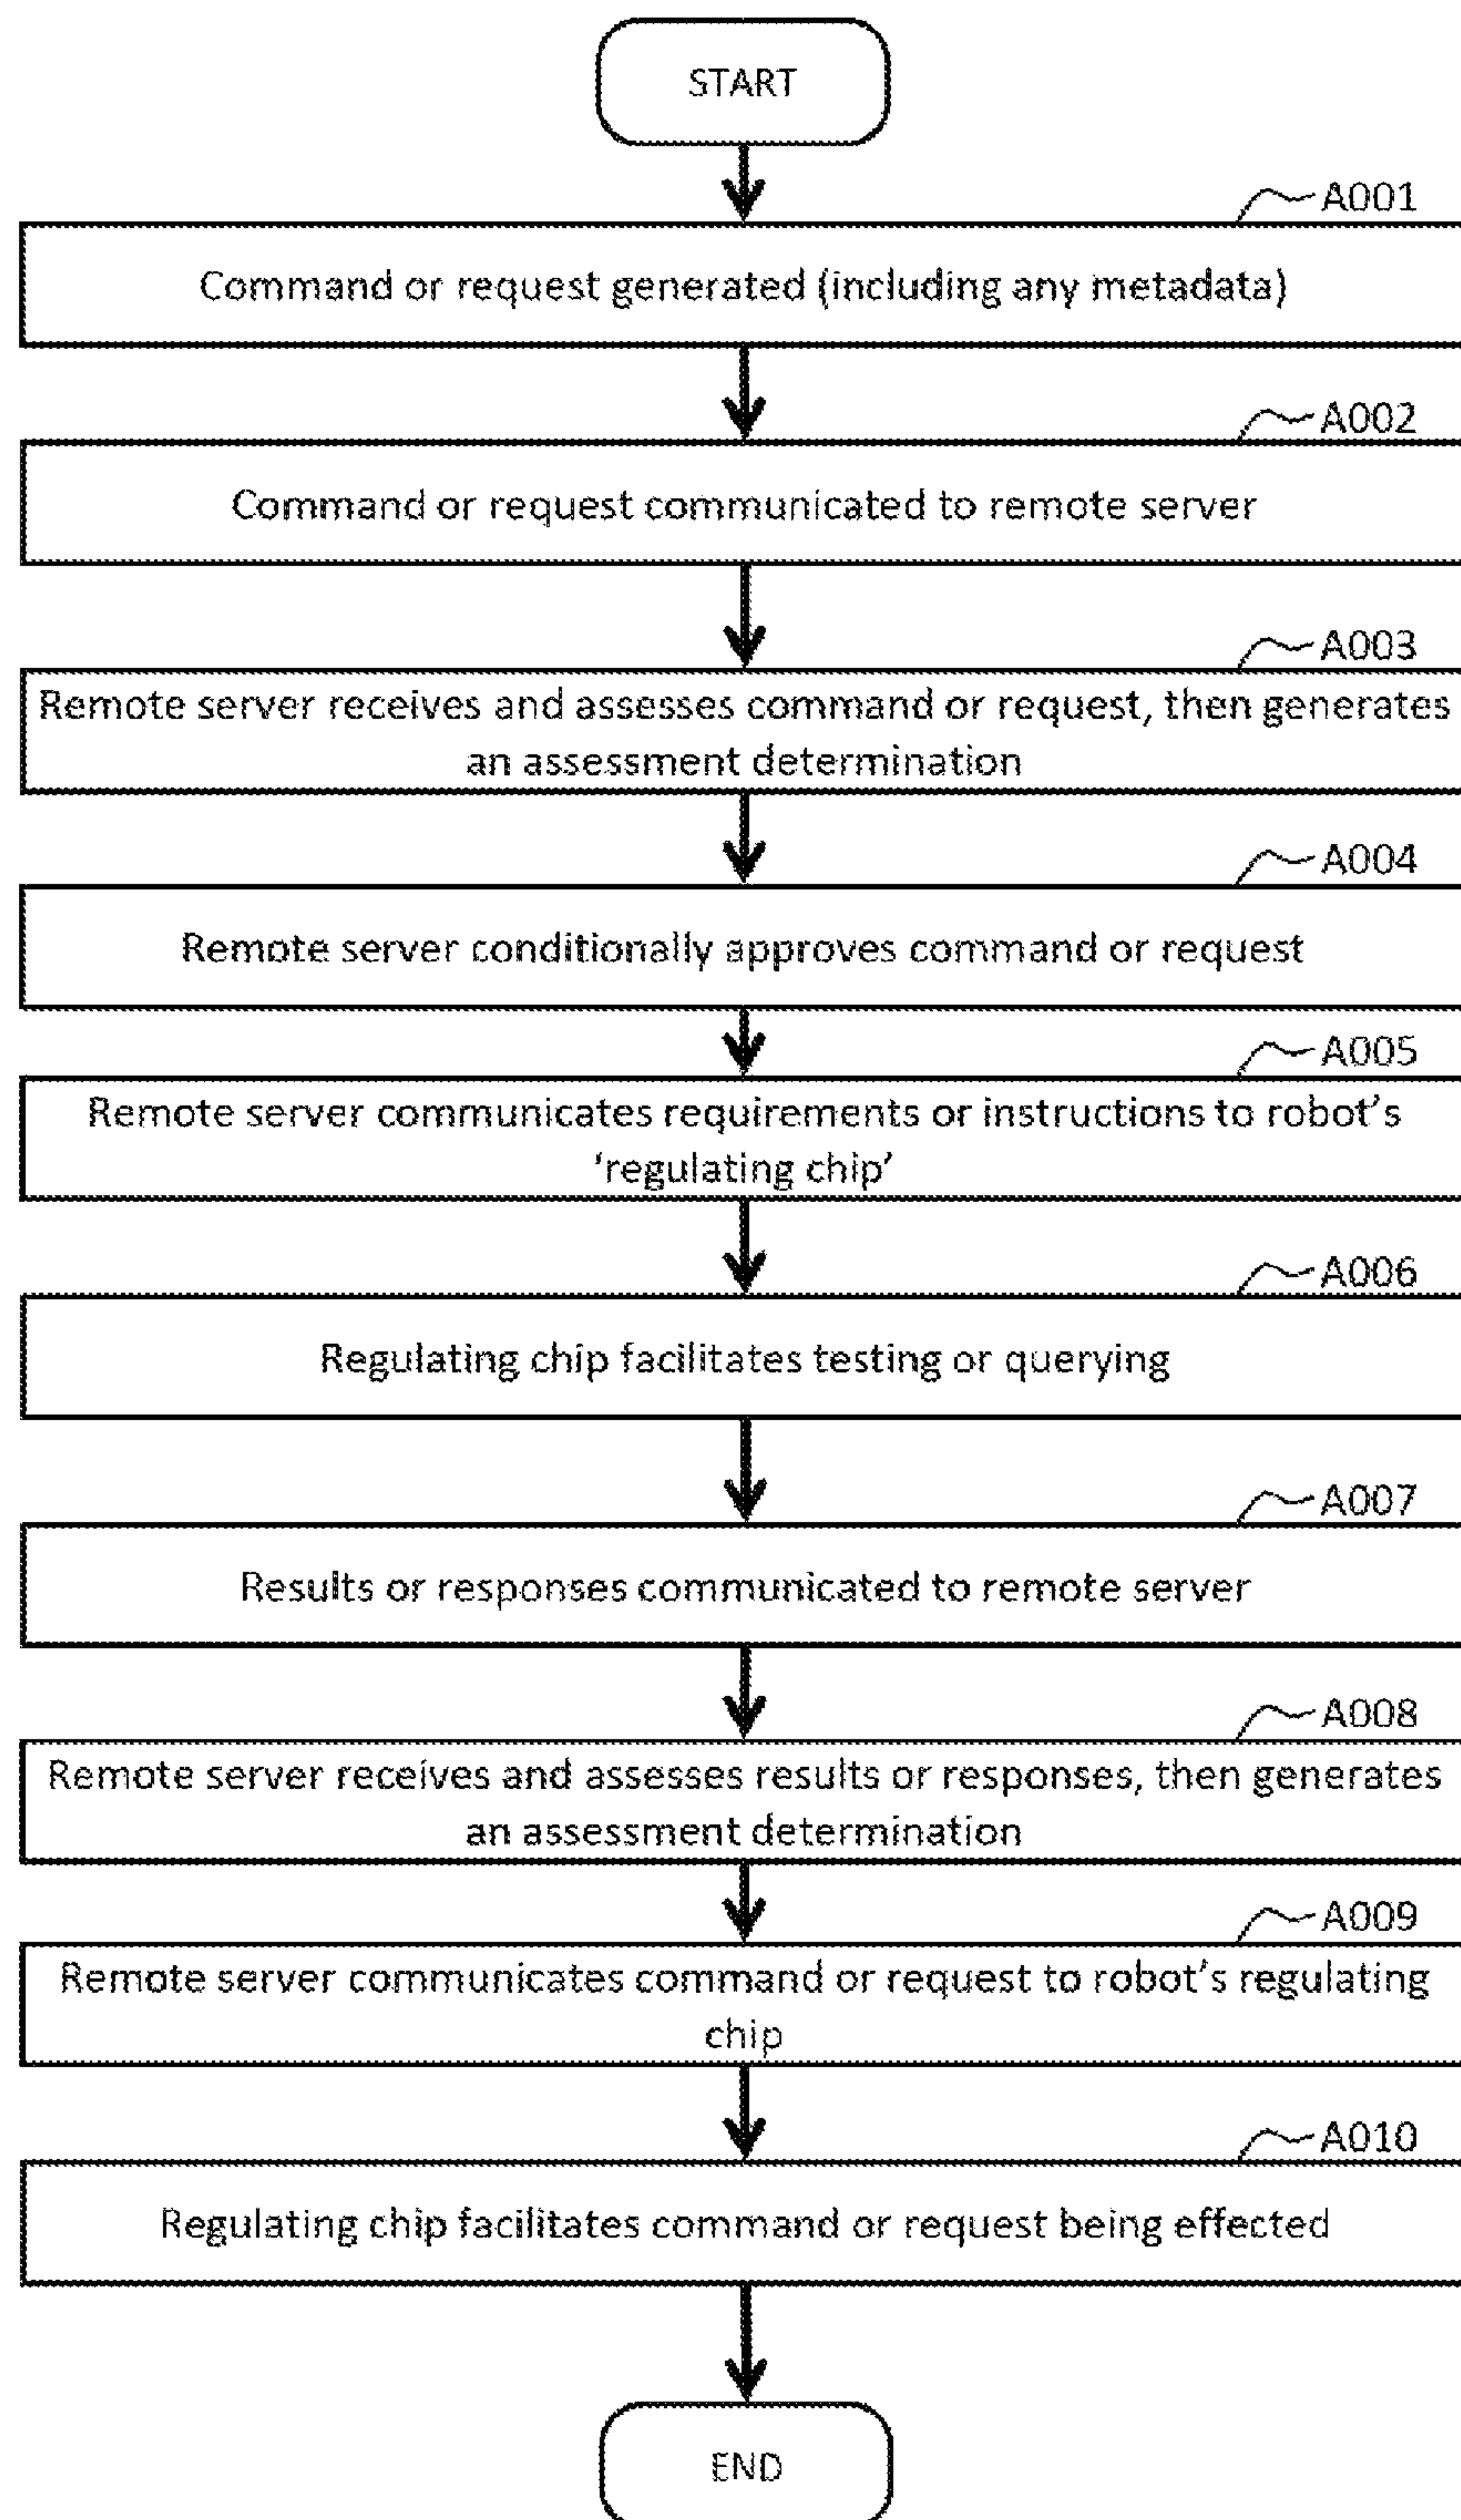 START
A001
Command or request generated (including any metadata)
A002
Command or request communicated to remote server
A003
Remote server receives and assesses command or request, then generates
an assessment determination
A004
Remote server conditionally approves command or request
A005
Remote server communicates requirements or instructions to robot’s
‘regulating chip’
A006
Regulating chip facilitates testing or querying
A007
Results or responses communicated to remote server
A008
Remote server receives and assesses results or responses, then generates
an assessment determination
A009
Remote server communicates command or request to robot’s regulating
chip
A010
Regulating chip facilitates command or request being effected
END